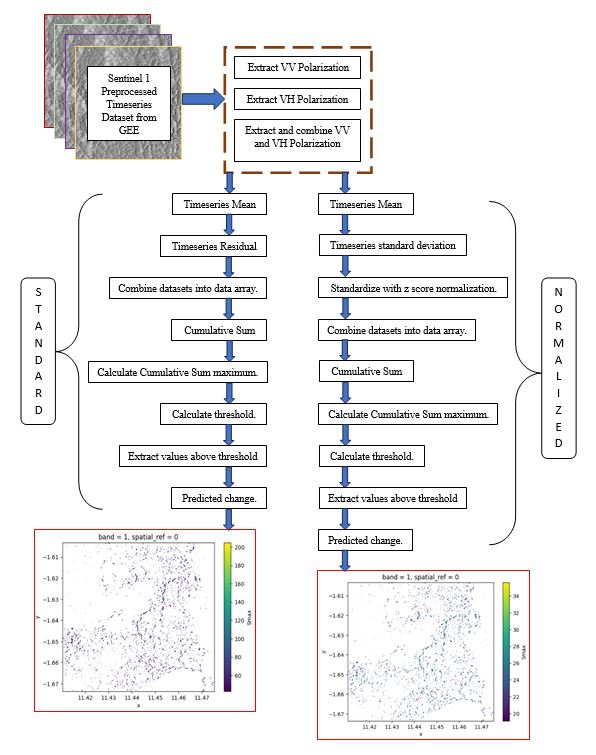 Sentinel 1
Preprocessed
Timeseries
Dataset from
GEE
Extract VV Polarization
Extract VH Polarization
Extract and combine VV
and VH Polarization
STANDARD
Timeseries Mean
Timeseries Residual
Combine datasets into data array.
Cumulative Sum
Calculate Cumulative Sum maximum.
Calculate threshold.
Extract values above threshold
Predicted change.
Timeseries Mean
Timeseries standard deviation
Standardize with z score normalization.
Combine datasets into data array.
Cumulative Sum
Calculate Cumulative Sum maximum.
Calculate threshold.
Extract values above threshold
Predicted change.
NORMALIZED
band = 1, spatial_ref = 0
−1.61
−1.62
−1.63
−1.64
−1.65
−1.66
−1.67
y
11.42 11.43 11.44 11.45 11.46 11.47
x
200
180
160
140
120
100
80
60
Smax
band = 1, spatial_ref = 0
−1.61
−1.62
−1.63
−1.64
−1.65
−1.66
−1.67
y
11.42 11.43 11.44 11.45 11.46 11.47
x
34
32
30
28
26
24
22
20
Smax